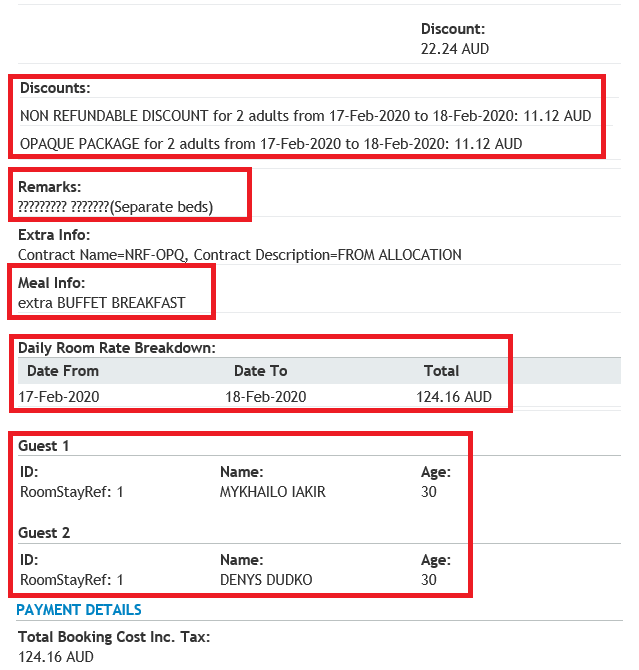 Discount:
22.24 AUD
Discounts:
NON REFUNDABLE DISCOUNT for 2 adults from 17-Feb-2020 to 18-Feb-2020: 11.12 AUD
OPAQUE PACKAGE for 2 adults from 17-Feb-2020 to 18-Feb-2020: 11.12 AUD
Remarks:
????????? ???????(Separate beds)
Extra Info:
Contract Name=NRF-OPQ, Contract Description=FROM ALLOCATION
Meal Info:
extra BUFFET BREAKFAST
Daily Room Rate Breakdown:
Date From Date To Total
17-Feb-2020 18-Feb-2020 124.16 AUD
Guest 1
ID: Name: Age:
RoomStayRef: 1 MYKHAILO IAKIR 30
Guest 2
ID: Name: Age:
RoomStayRef: 1 DENYS DUDKO 30
PAYMENT DETAILS
Total Booking Cost Inc. Tax:
124.16 AUD